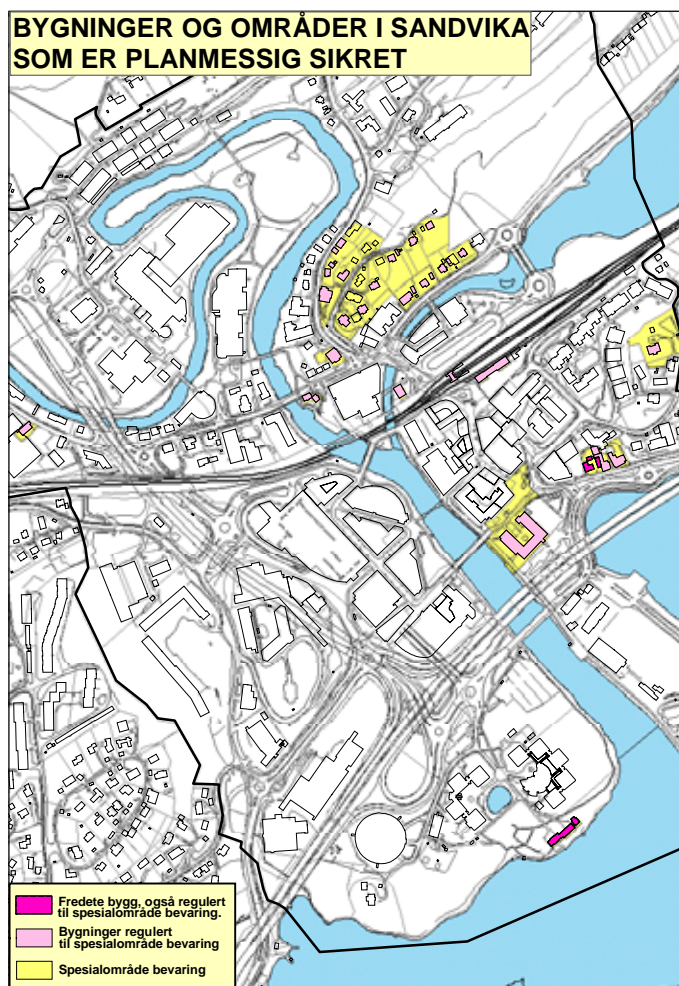 BYGNINGER OG OMRÅDER I SANDVIKA
SOM ER PLANMESSIG SIKRET
Fredete bygg, også regulert
til spesialområde bevaring.
Bygninger regulert
til spesialområde bevaring
Spesialområde bevaring